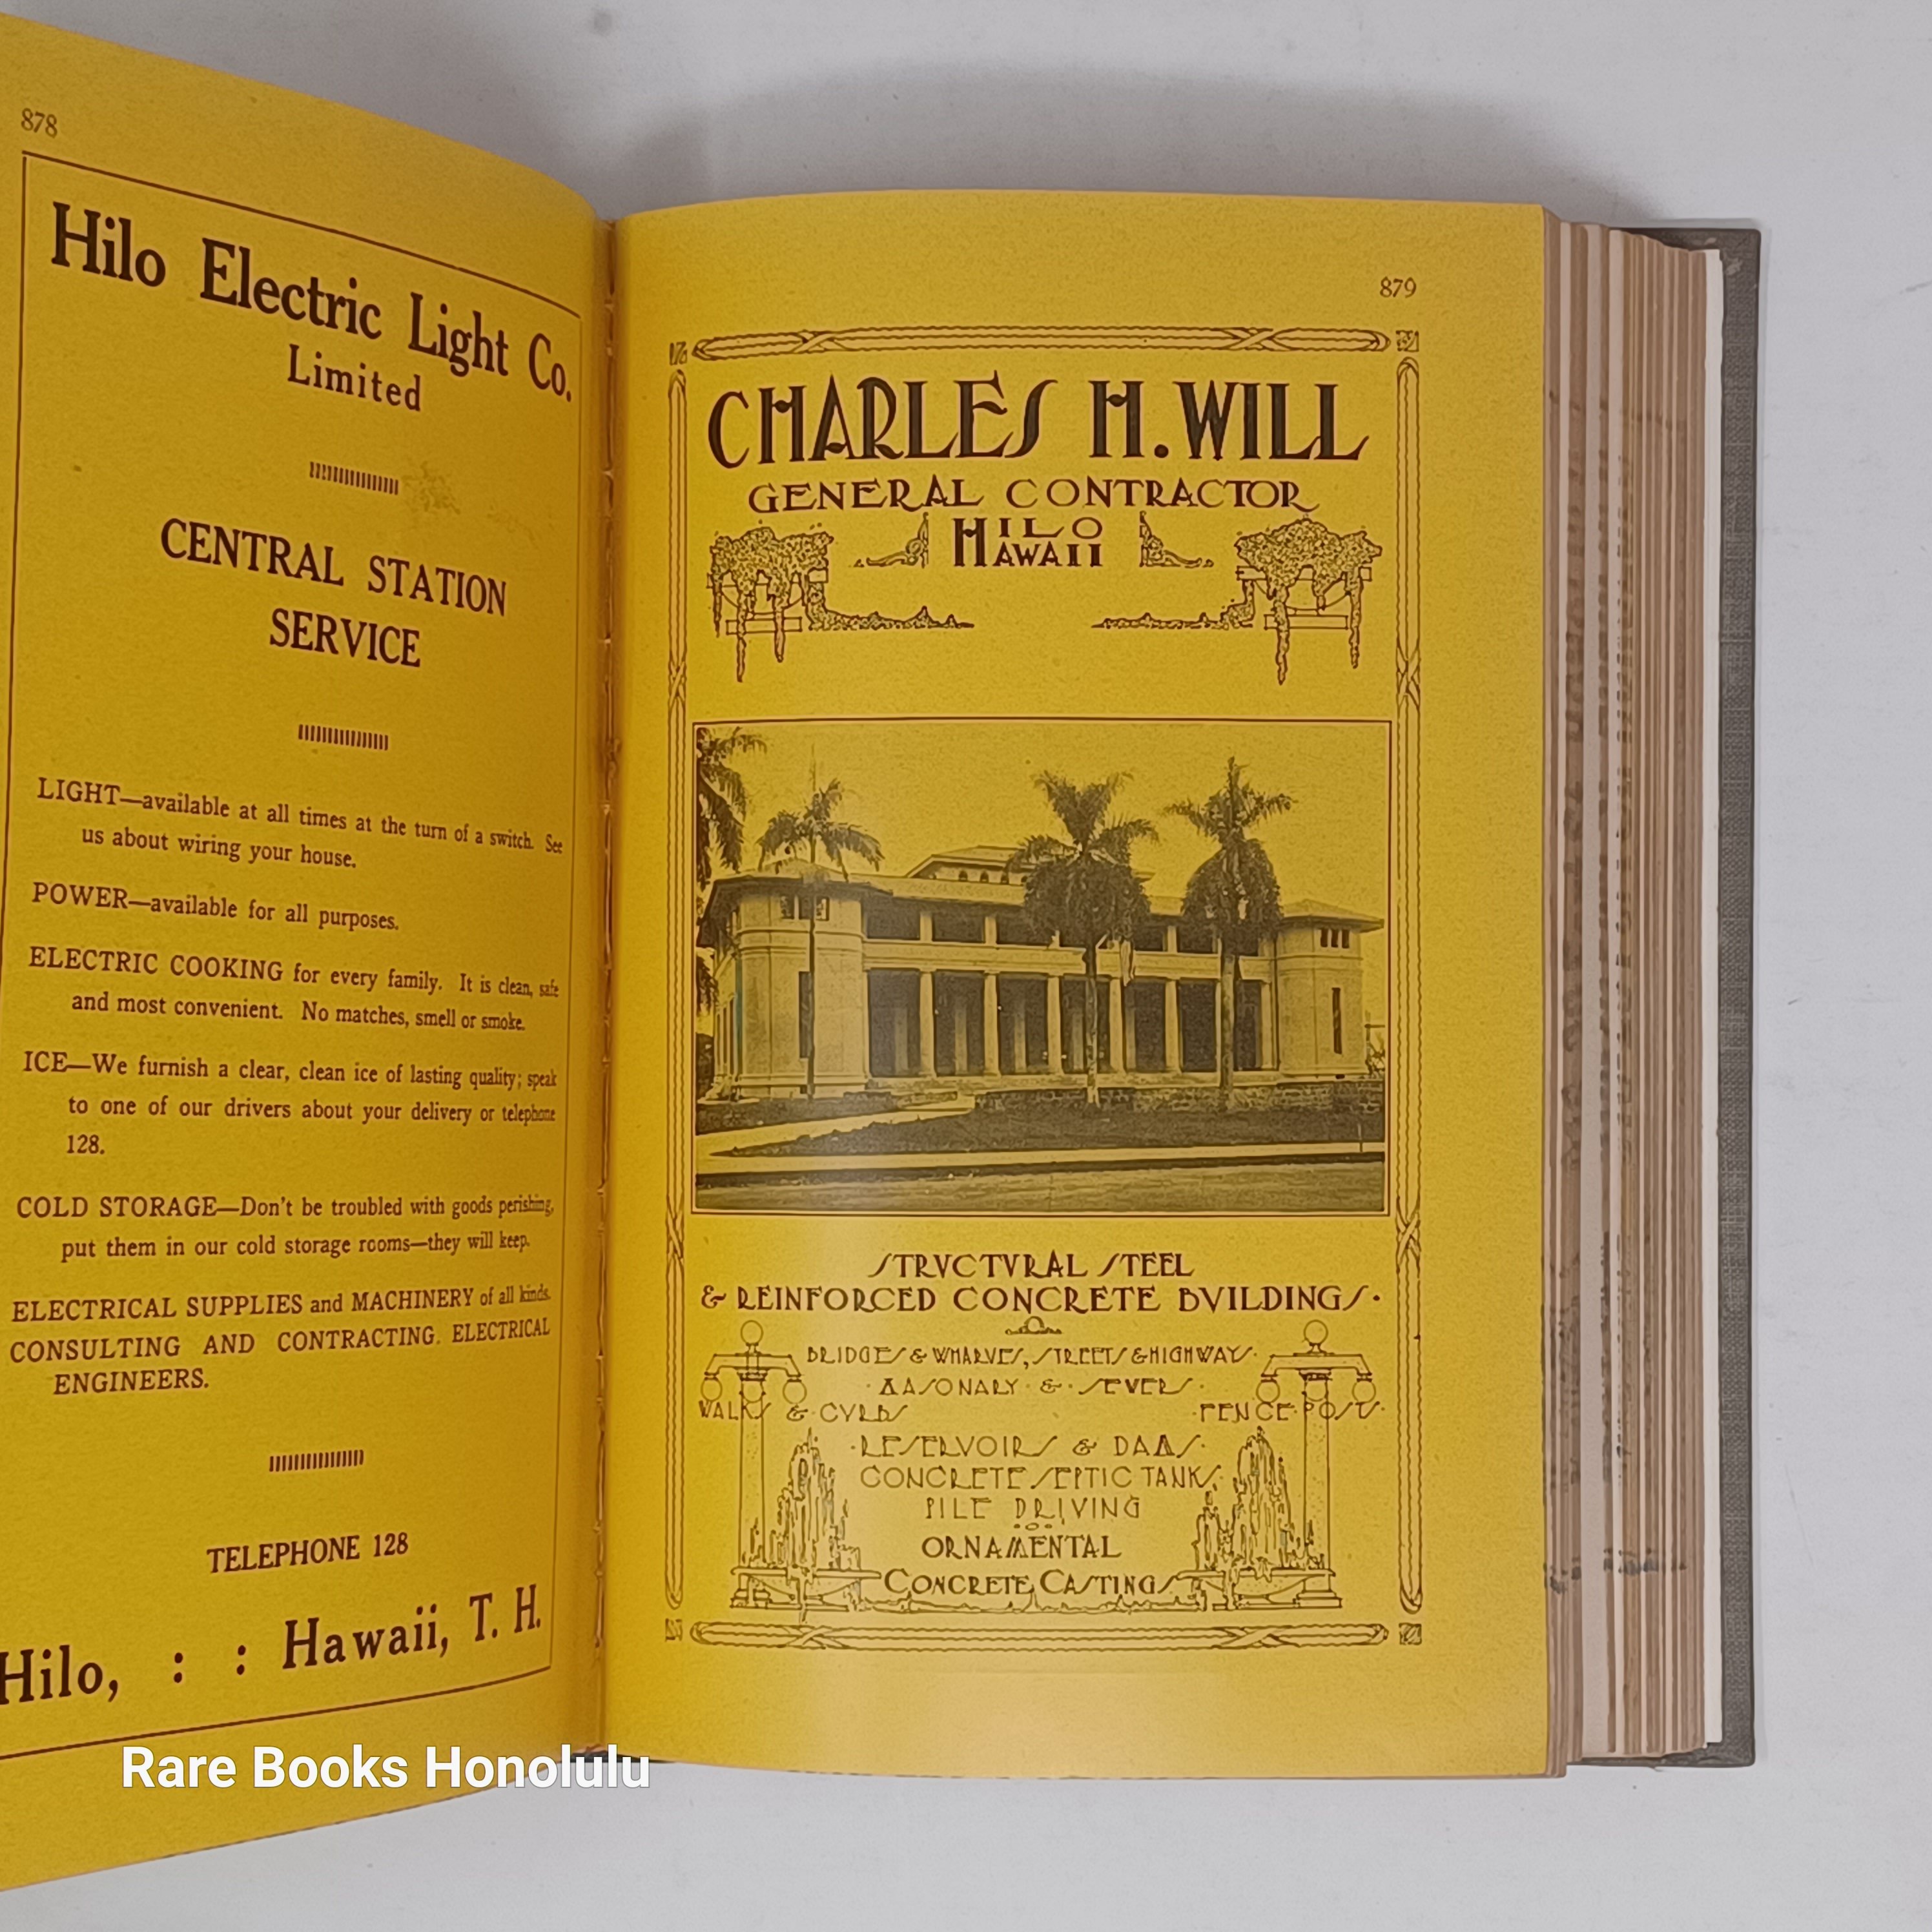 878
Hilo Electric Light Co.
Limited
CENTRAL STATION
SERVICE
LIGHT—available at all times at the turn of a switch. See
us about wiring your house.
POWER—available for all purposes.
ELECTRIC COOKING for every family. It is clean, safe
and most convenient. No matches, smell or smoke.
ICE—We furnish a clear, clean ice of lasting quality; speak
to one of our drivers about your delivery or telephone
128.
COLD STORAGE—Don't be troubled with goods perishing,
put them in our cold storage rooms—they will keep.
ELECTRICAL SUPPLIES and MACHINERY of all kinds.
CONSULTING AND CONTRACTING ELECTRICAL
ENGINEERS.
TELEPHONE 128
Hilo, : : Hawaii, T. H.
879
CHARLES H. WILL
GENERAL CONTRACTOR
HILO
HAWAII
STRVCTVRAL STEEL
& REINFORCED CONCRETE BVILDINGS·
BRIDGES & WHARVES, STREETS & HIGHWAYS·
·MASONARY & SEVERS·
WALKS & CVRBS ·FENCE POSTS·
·RESERVOIRS & DAMS·
CONCRETE SEPTIC TANKS·
PILE DRIVING
ORNAMENTAL
CONCRETE CASTINGS
Rare Books Honolulu